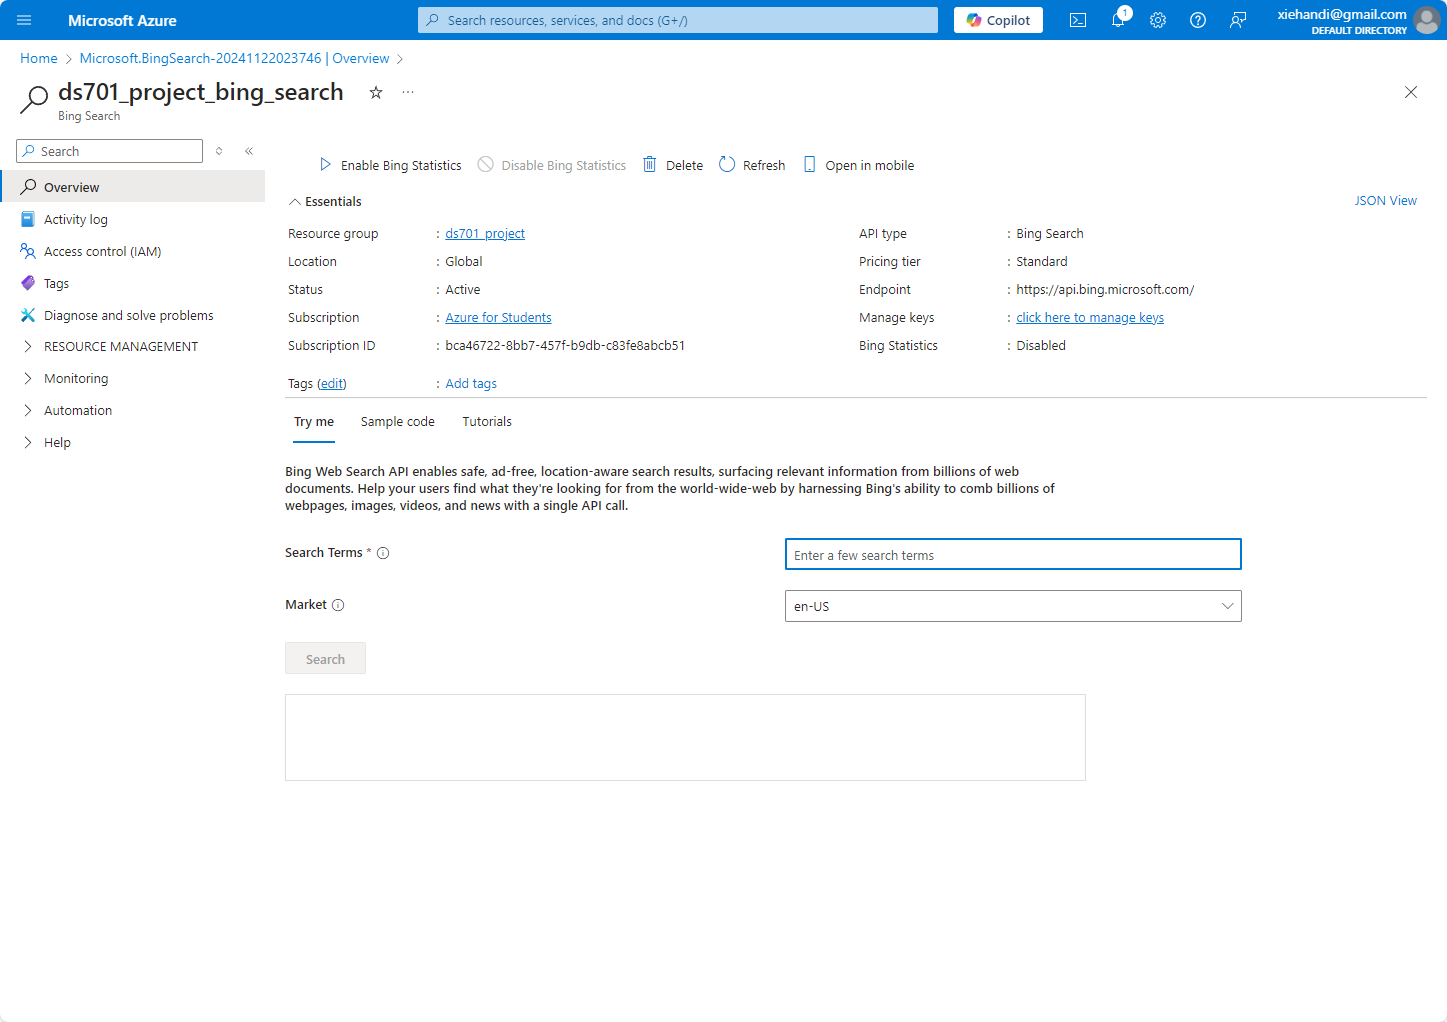 Microsoft Azure
Search resources, services, and docs (G+/)
Copilot
1
xiehandi@gmail.com
DEFAULT DIRECTORY
Home > Microsoft.BingSearch-20241122023746 | Overview >
ds701_project_bing_search
Bing Search
Search
Overview
Activity log
Access control (IAM)
Tags
Diagnose and solve problems
RESOURCE MANAGEMENT
Monitoring
Automation
Help
Enable Bing Statistics
Disable Bing Statistics
Delete
Refresh
Open in mobile
Essentials
JSON View
Resource group : ds701_project
Location : Global
Status : Active
Subscription : Azure for Students
Subscription ID : bca46722-8bb7-457f-b9db-c83fe8abcb51
API type : Bing Search
Pricing tier : Standard
Endpoint : https://api.bing.microsoft.com/
Manage keys : click here to manage keys
Bing Statistics : Disabled
Tags (edit) : Add tags
Try me
Sample code
Tutorials
Bing Web Search API enables safe, ad-free, location-aware search results, surfacing relevant information from billions of web
documents. Help your users find what they're looking for from the world-wide-web by harnessing Bing's ability to comb billions of
webpages, images, videos, and news with a single API call.
Search Terms *
Enter a few search terms
Market
en-US
Search